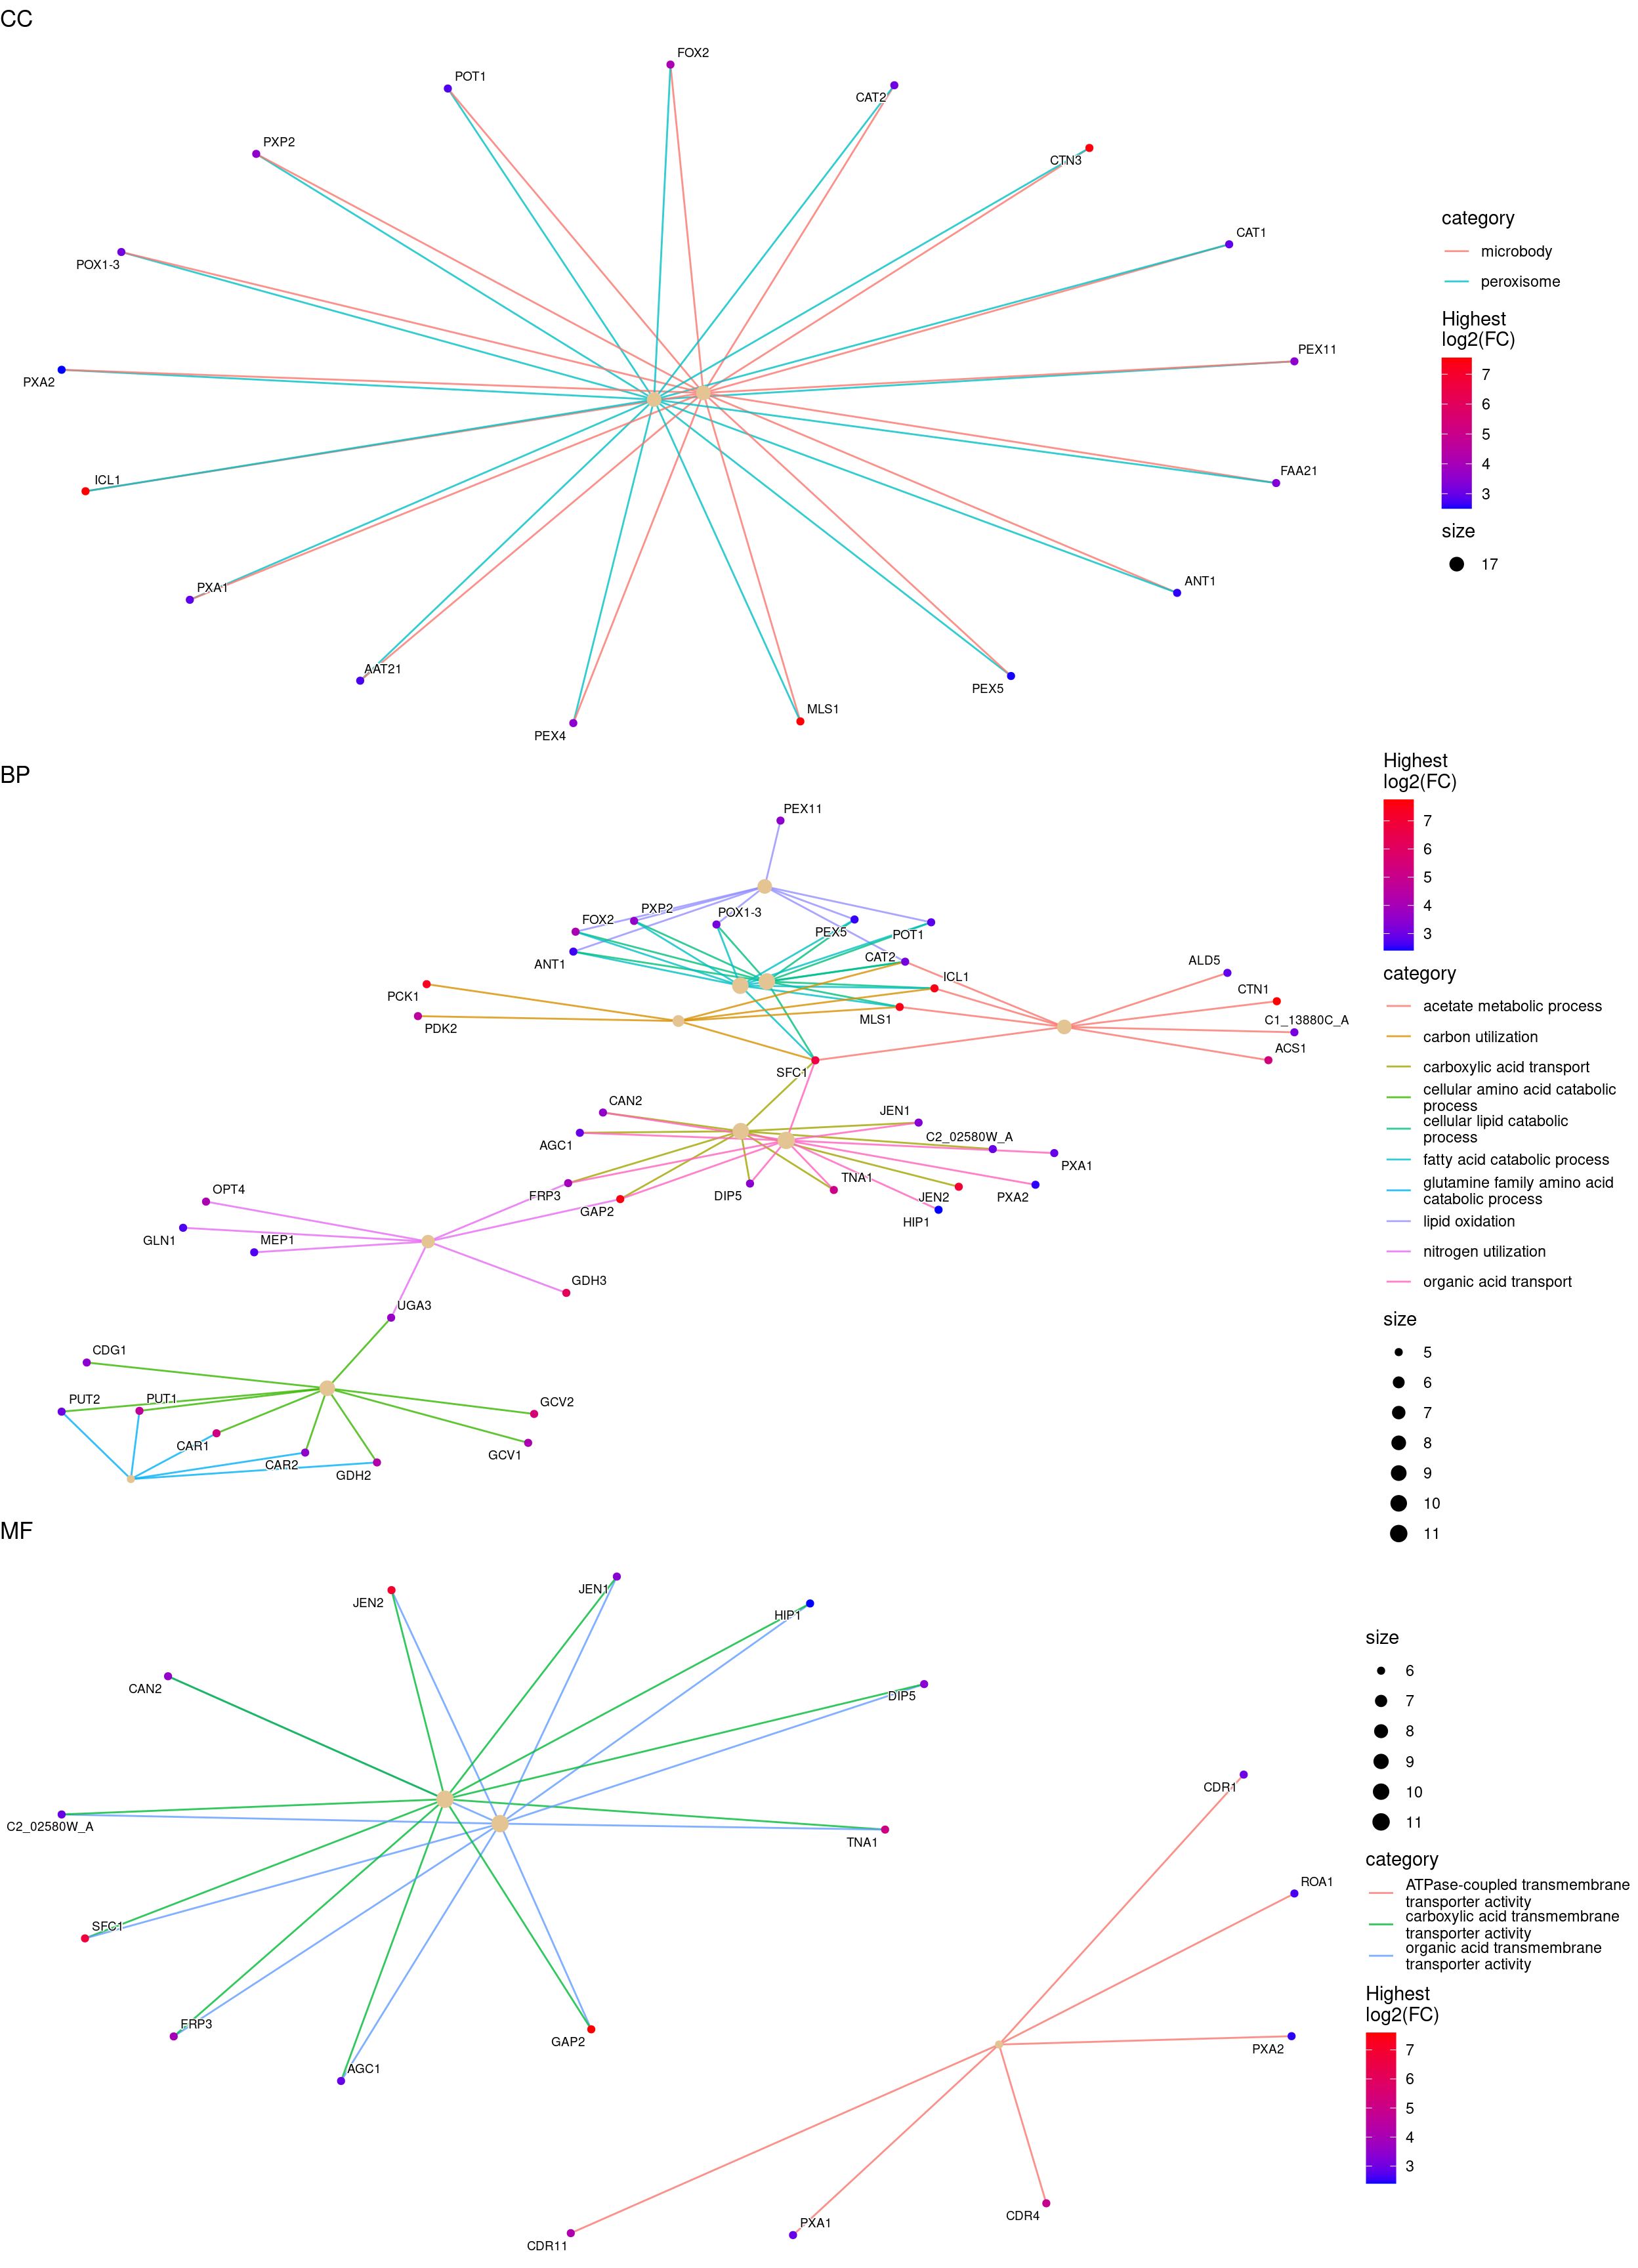 CC
FOX2
POT1
CAT2
PXP2
CTN3
CAT1
POX1-3
PEX11
PXA2
FAA21
ICL1
ANT1
PXA1
AAT21
PEX5
MLS1
PEX4
category
microbody
peroxisome
Highest
log2(FC)
7
6
5
4
3
size
17
BP
PEX11
PXP2
POX1-3
FOX2
PEX5
POT1
ANT1
CAT2
ICL1
ALD5
PCK1
CTN1
PDK2
MLS1
C1_13880C_A
ACS1
SFC1
CAN2
JEN1
AGC1
C2_02580W_A
PXA1
TNA1
OPT4
FRP3
DIP5
JEN2
PXA2
GAP2
HIP1
GLN1
MEP1
GDH3
UGA3
CDG1
PUT2
PUT1
GCV2
CAR1
GCV1
CAR2
GDH2
Highest
log2(FC)
7
6
5
4
3
category
acetate metabolic process
carbon utilization
carboxylic acid transport
cellular amino acid catabolic
process
cellular lipid catabolic
process
fatty acid catabolic process
glutamine family amino acid
catabolic process
lipid oxidation
nitrogen utilization
organic acid transport
size
5
6
7
8
9
10
11
MF
JEN1
JEN2
HIP1
CAN2
DIP5
CDR1
C2_02580W_A
TNA1
ROA1
SFC1
FRP3
GAP2
PXA2
AGC1
CDR4
PXA1
CDR11
size
6
7
8
9
10
11
category
ATPase-coupled transmembrane
transporter activity
carboxylic acid transmembrane
transporter activity
organic acid transmembrane
transporter activity
Highest
log2(FC)
7
6
5
4
3